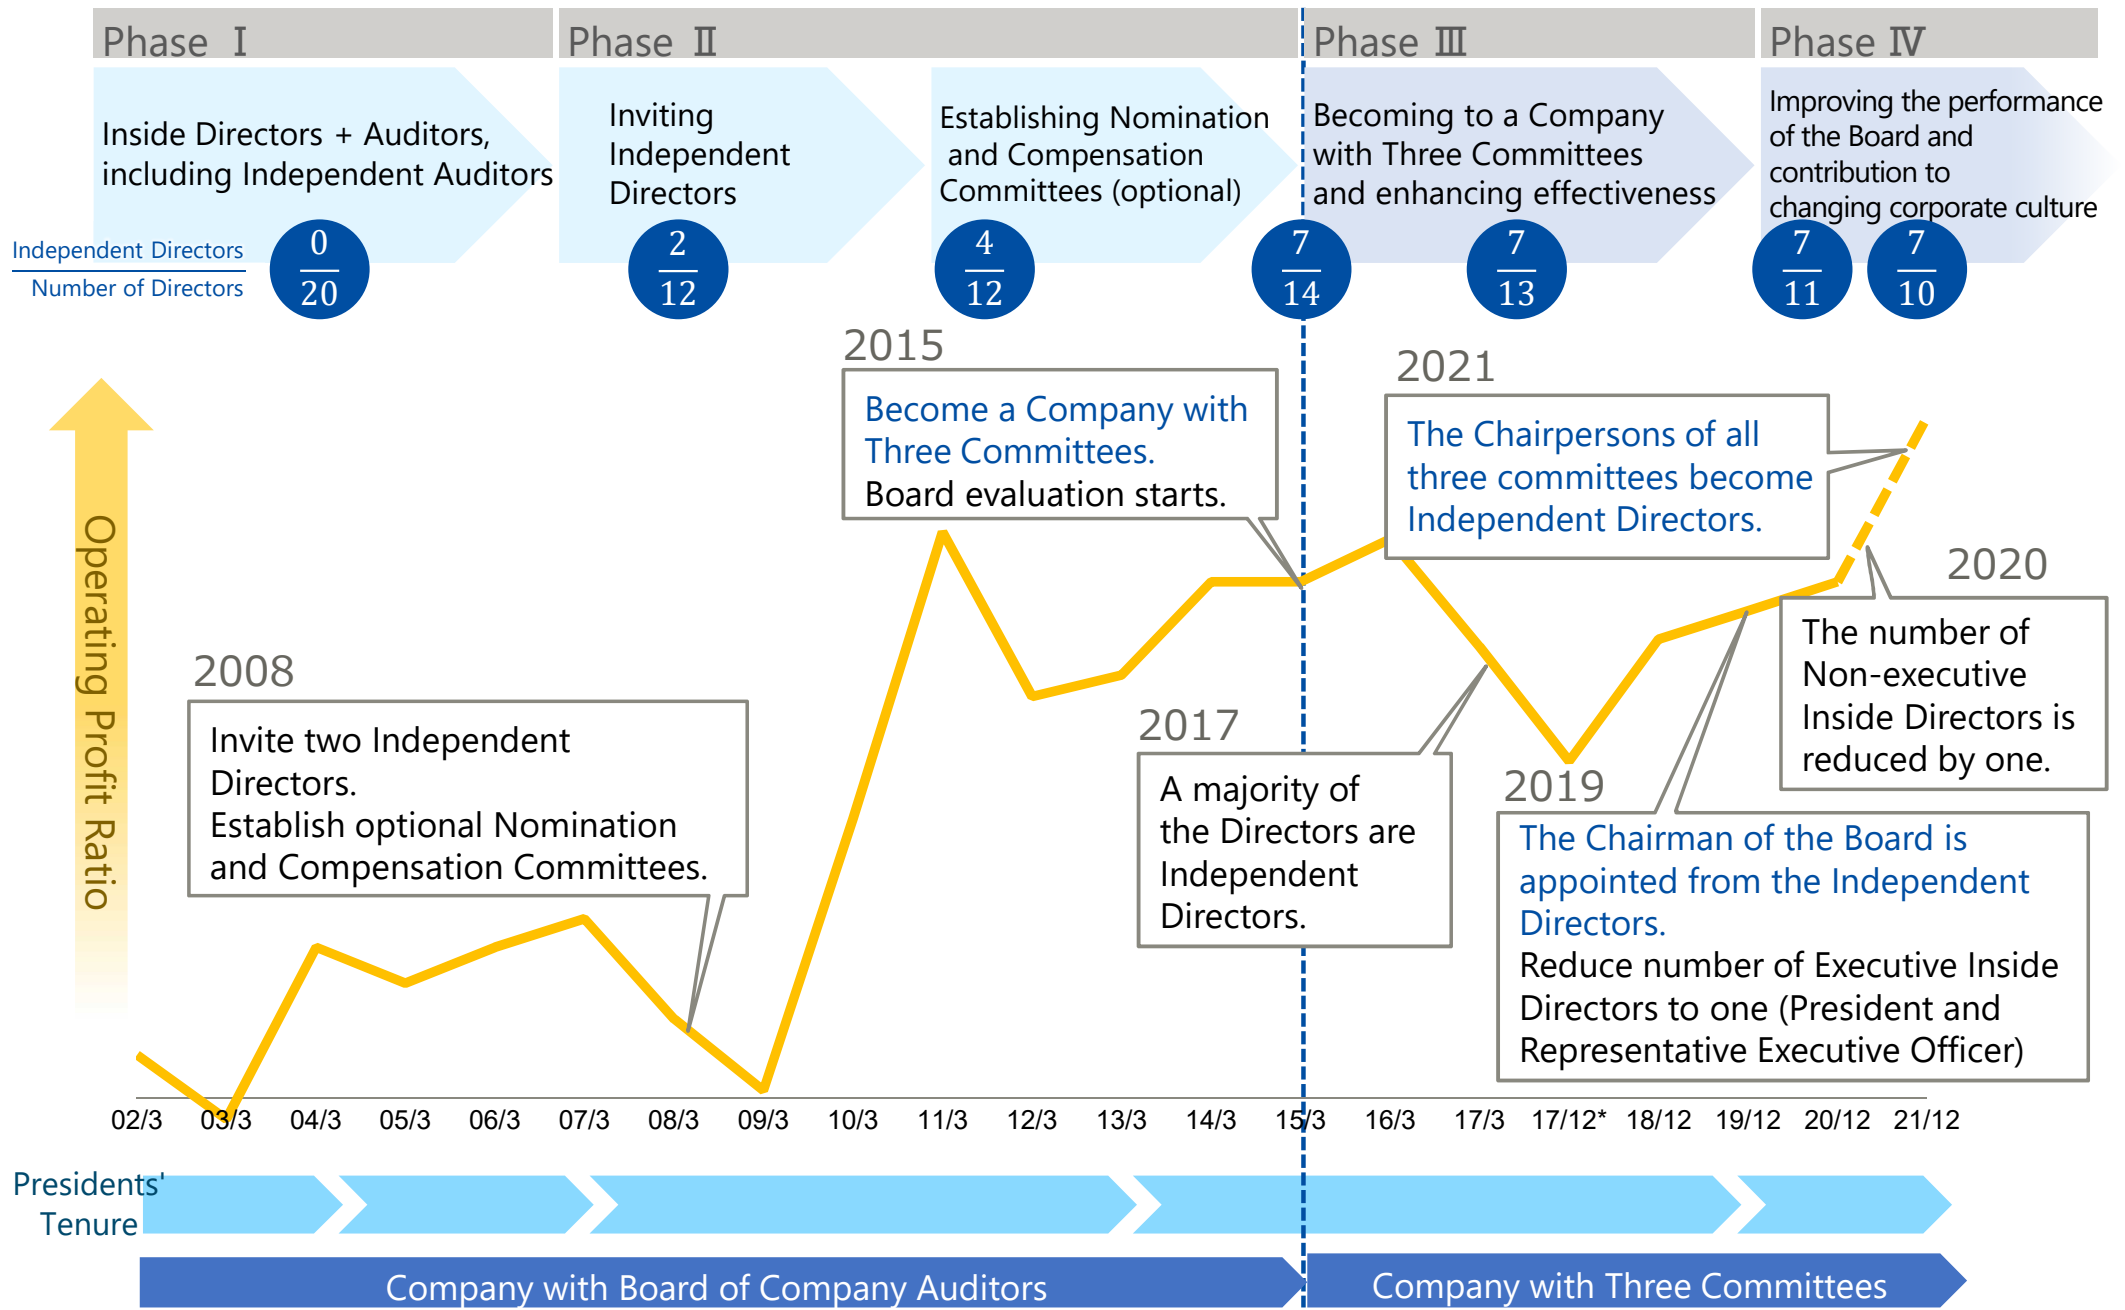 Phase Ⅰ
Phase Ⅱ
Phase Ⅲ
Phase Ⅳ
Inside Directors + Auditors,
including Independent Auditors
Inviting
Independent
Directors
Establishing Nomination
and Compensation
Committees (optional)
Becoming to a Company
with Three Committees
and enhancing effectiveness
Improving the performance
of the Board and
contribution to
changing corporate culture
Independent Directors
Number of Directors
0
20
2
12
4
12
7
14
7
13
7
11
7
10
Operating Profit Ratio
2008
Invite two Independent
Directors.
Establish optional Nomination
and Compensation Committees.
2015
Become a Company with
Three Committees.
Board evaluation starts.
2017
A majority of
the Directors are
Independent
Directors.
2021
The Chairpersons of all
three committees become
Independent Directors.
2019
The Chairman of the Board is
appointed from the Independent
Directors.
Reduce number of Executive Inside
Directors to one (President and
Representative Executive Officer)
2020
The number of
Non-executive
Inside Directors is
reduced by one.
02/3 03/3 04/3 05/3 06/3 07/3 08/3 09/3 10/3 11/3 12/3 13/3 14/3 15/3 16/3 17/3 17/12* 18/12 19/12 20/12 21/12
Presidents'
Tenure
Company with Board of Company Auditors
Company with Three Committees